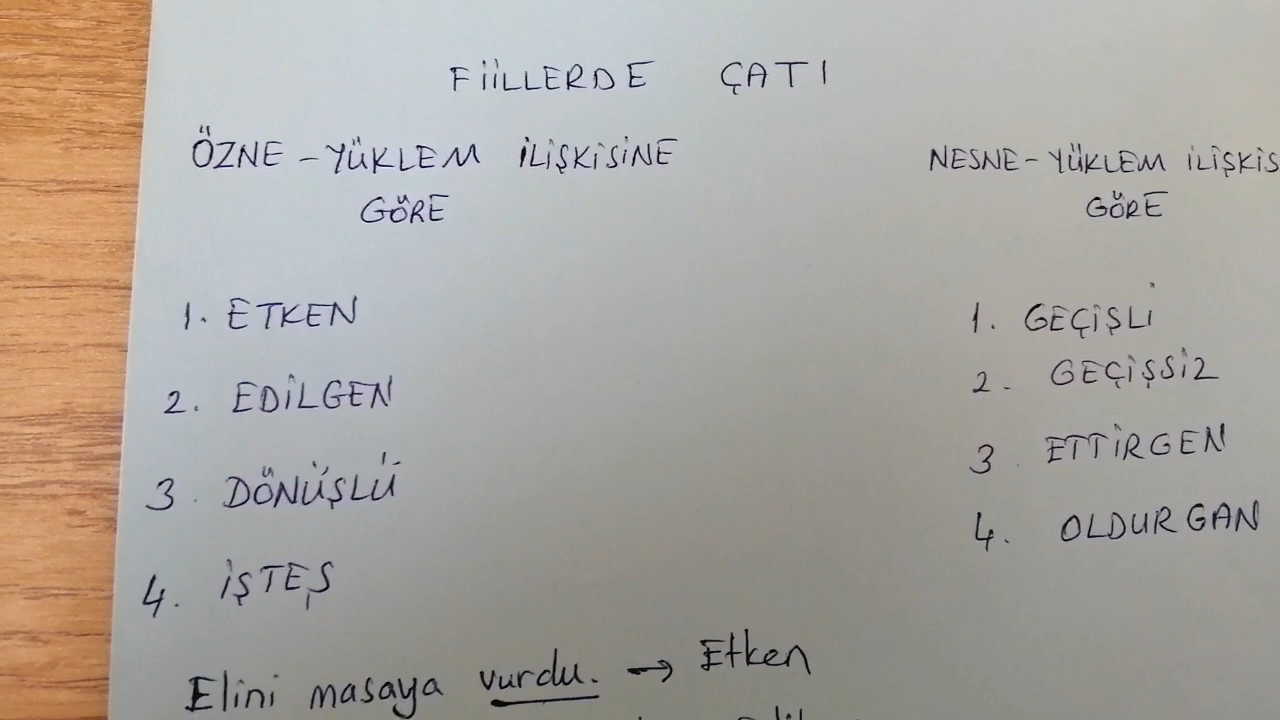 FİİLLERDE ÇATI
ÖZNE-YÜKLEM İLİŞKİSİNE
GÖRE
1. ETKEN
2. EDİLGEN
3. DÖNÜŞLÜ
4. İŞTEŞ
NESNE-YÜKLEM İLİŞKİS
GÖRE
1. GEÇİŞLİ
2. GEÇİŞSİZ
3. ETTİRGEN
4. OLDURGAN
Elini masaya vurdu. → Etken